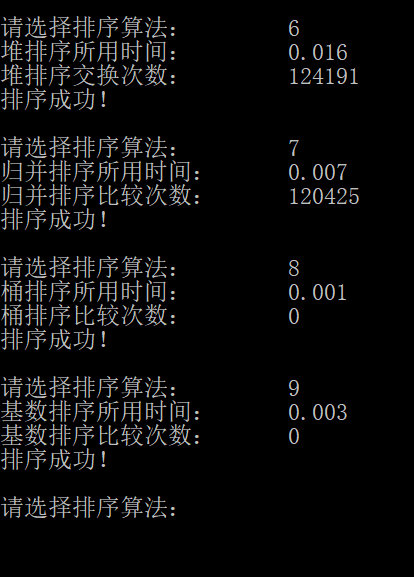 请选择排序算法：	6
堆排序所用时间：	0.016
堆排序交换次数：	124191
排序成功！
请选择排序算法：	7
归并排序所用时间：	0.007
归并排序比较次数：	120425
排序成功！
请选择排序算法：	8
桶排序所用时间：	0.001
桶排序比较次数：	0
排序成功！
请选择排序算法：	9
基数排序所用时间：	0.003
基数排序比较次数：	0
排序成功！
请选择排序算法：